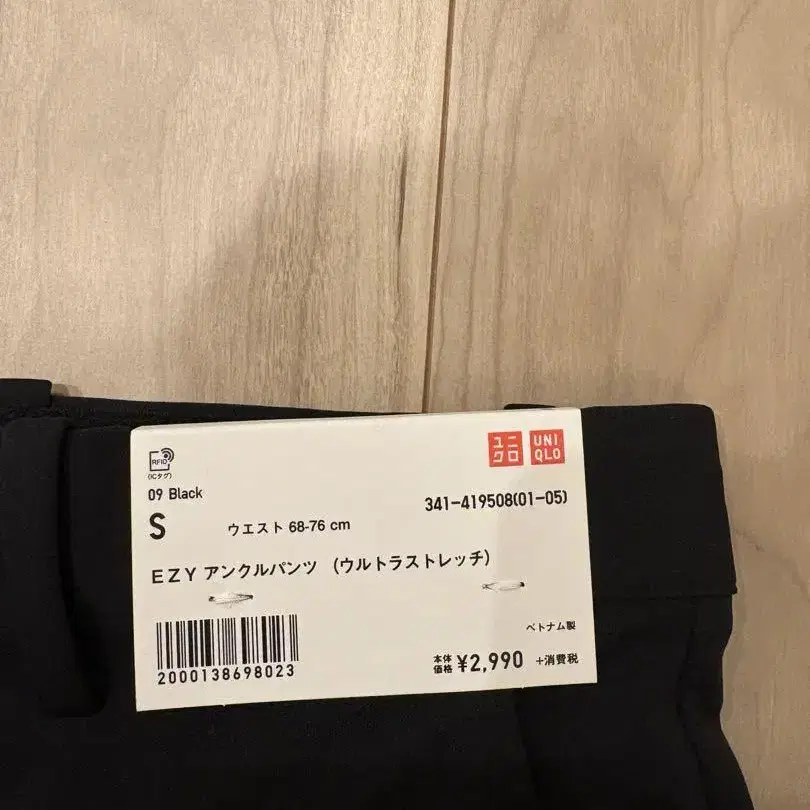 RFID
(ICタグ)
ユニクロ
UNIQLO
09 Black
341-419508(01-05)
S ウエスト 68-76 cm
EZY アンクルパンツ (ウルトラストレッチ)
ベトナム製
2000138698023
本体価格 ¥2,990 +消費税